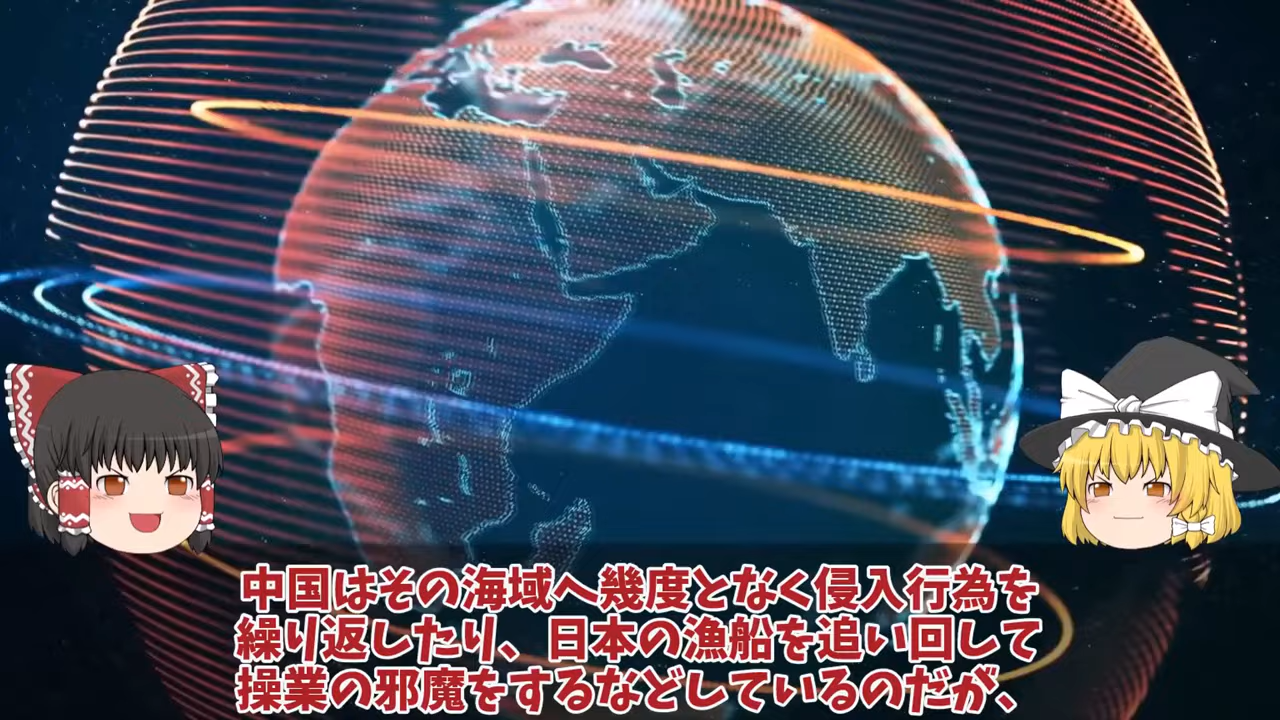 中国はその海域へ幾度となく侵入行為を
繰り返したり、日本の漁船を追い回して
操業の邪魔をするなどしているのだが、